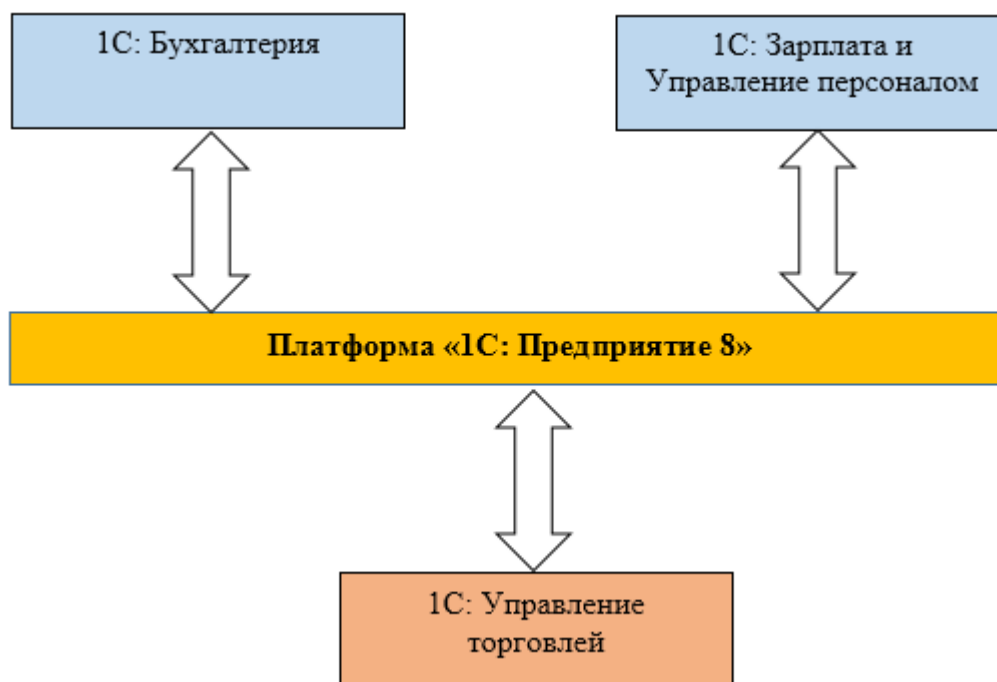 1С: Бухгалтерия
1С: Зарплата и
Управление персоналом
Платформа «1С: Предприятие 8»
1С: Управление
торговлей